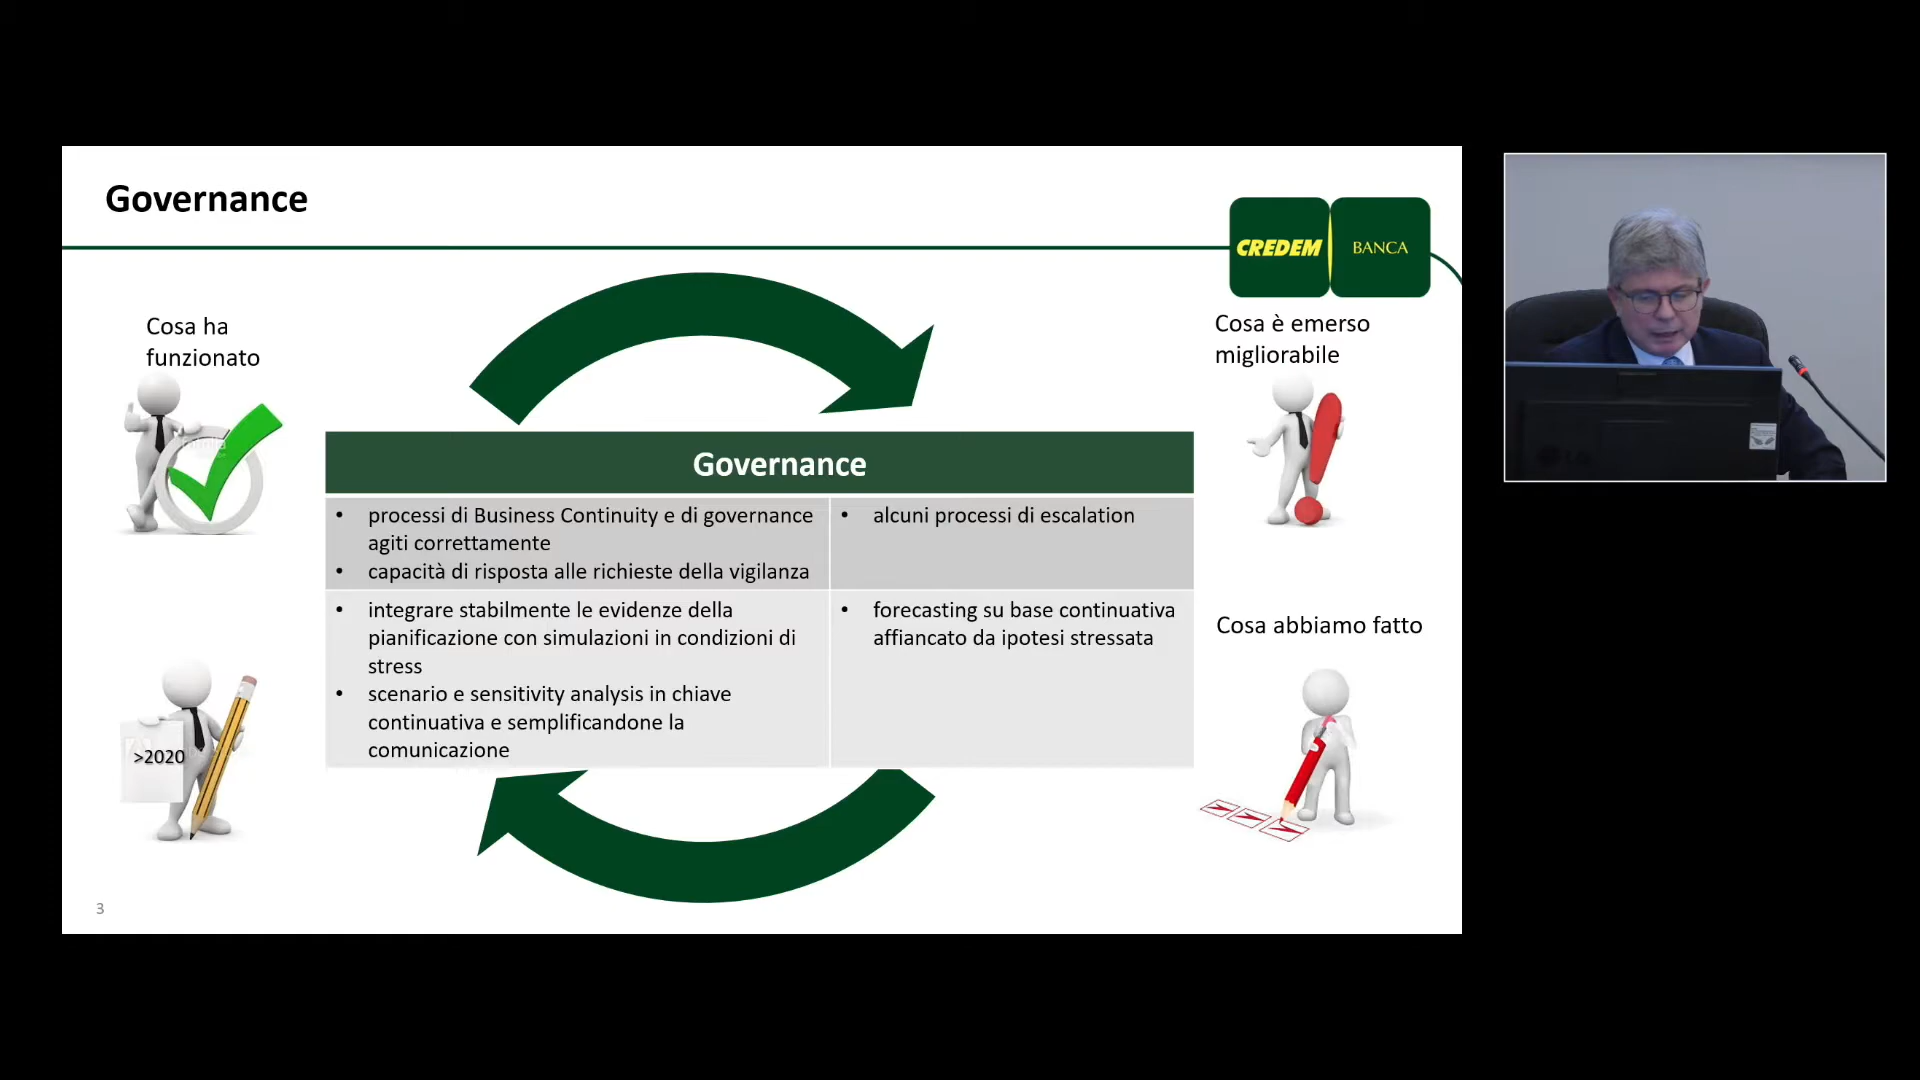 Governance
CREDEM BANCA
Cosa ha
funzionato
Cosa è emerso
migliorabile
Governance
• processi di Business Continuity e di governance
agiti correttamente
• capacità di risposta alle richieste della vigilanza
• alcuni processi di escalation
• integrare stabilmente le evidenze della
pianificazione con simulazioni in condizioni di
stress
• scenario e sensitivity analysis in chiave
continuativa e semplificandone la
comunicazione
• forecasting su base continuativa
affiancato da ipotesi stressata
Cosa abbiamo fatto
>2020
3